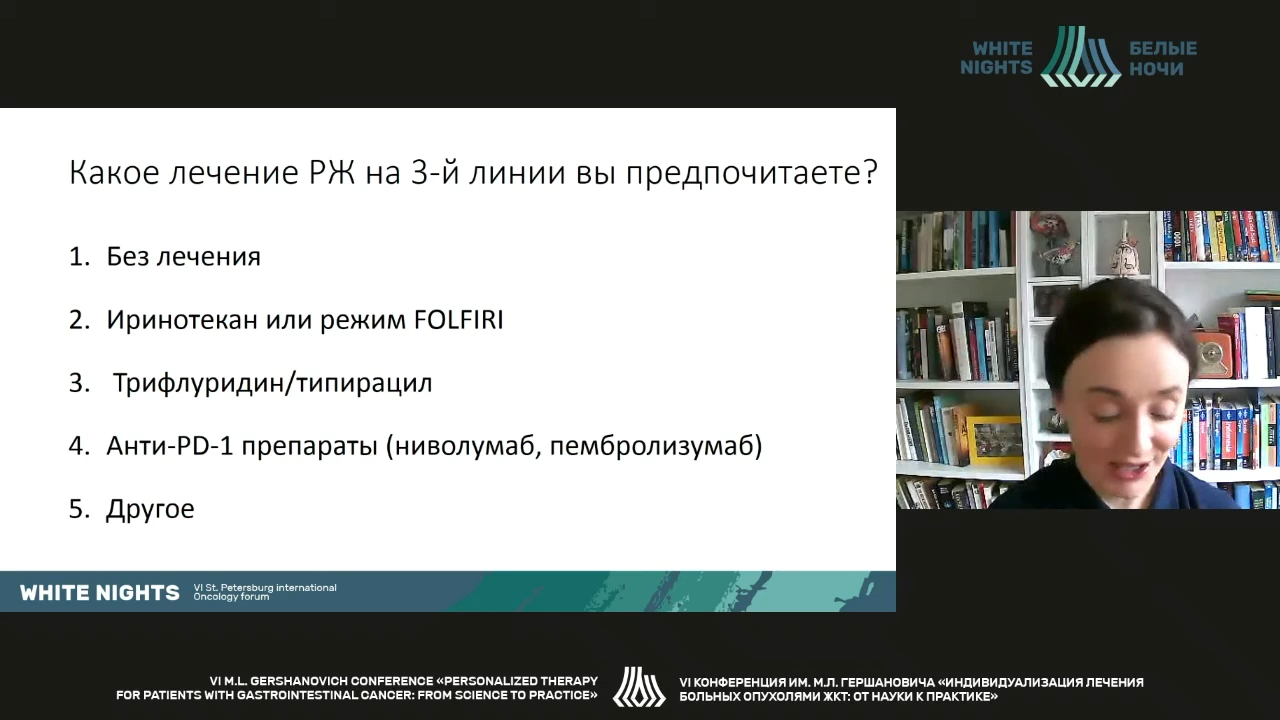 WHITE
NIGHTS
БЕЛЫЕ
НОЧИ
Какое лечение РЖ на 3-й линии вы предпочитаете?
1. Без лечения
2. Иринотекан или режим FOLFIRI
3. Трифлуридин/типирацил
4. Анти-PD-1 препараты (ниволумаб, пембролизумаб)
5. Другое
WHITE NIGHTS
VI St. Petersburg international
Oncology forum
VI M.L. GERSHANOVICH CONFERENCE «PERSONALIZED THERAPY
FOR PATIENTS WITH GASTROINTESTINAL CANCER: FROM SCIENCE TO PRACTICE»
VI КОНФЕРЕНЦИЯ ИМ. М.Л. ГЕРШАНОВИЧА «ИНДИВИДУАЛИЗАЦИЯ ЛЕЧЕНИЯ
БОЛЬНЫХ ОПУХОЛЯМИ ЖКТ: ОТ НАУКИ К ПРАКТИКЕ»